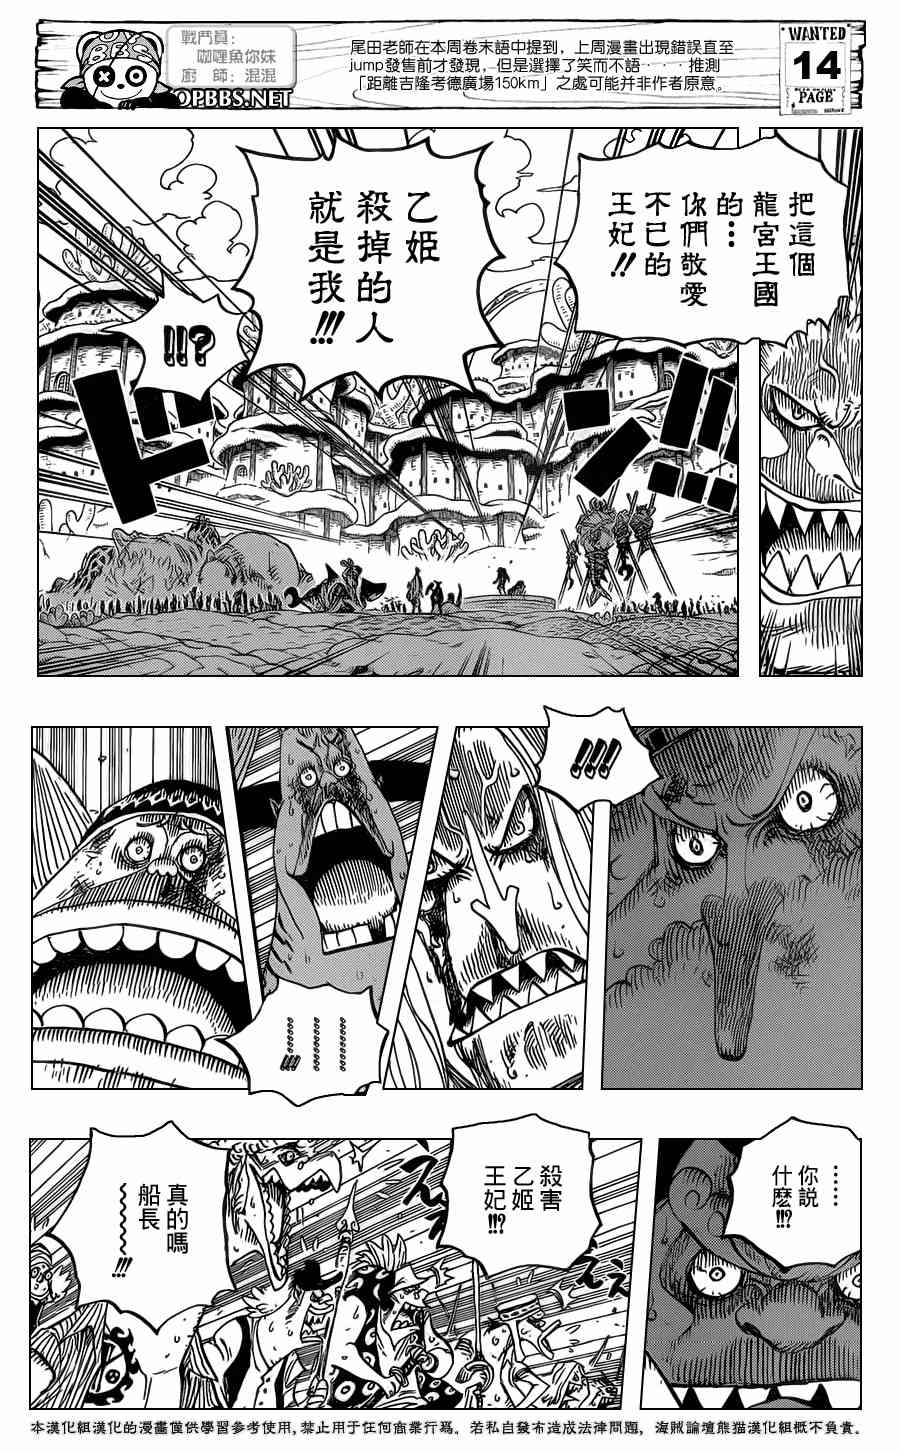 戰鬥員：
咖喱魚你妹
廚　師：混混
OPBBS.NET
尾田老師在本周卷末語中提到，上周漫畫出現錯誤直至
jump發售前才發現，但是選擇了笑而不語‧‧‧‧推測
「距離吉隆考德廣場150km」之處可能并非作者原意。
WANTED
14
PAGE
把這個
龍宮王國
的…
你們敬愛
不已的
王妃!!
乙姬
殺掉的人
就是我!!!
!!?
ドーン!!!
!!!
………
………!!!
……
你說
什麼!!?
殺害
乙姬
王妃!!?
真的嗎
船長
~~~!!!
本漢化組漢化的漫畫僅供學習參考使用,禁止用于任何商業行爲。若私自發布造成法律問題，海賊論壇熊猫漢化組概不負責。